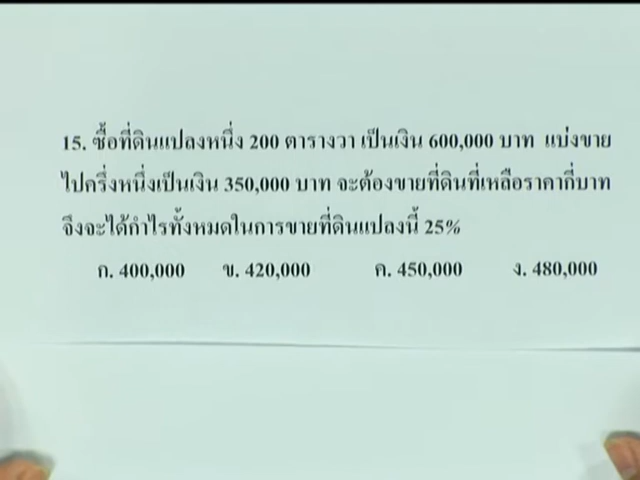 15. ซื้อที่ดินแปลงหนึ่ง 200 ตารางวา เป็นเงิน 600,000 บาท แบ่งขาย
ไปครึ่งหนึ่งเป็นเงิน 350,000 บาท จะต้องขายที่ดินที่เหลือราคากี่บาท
จึงจะได้กำไรทั้งหมดในการขายที่ดินแปลงนี้ 25%
ก. 400,000 ข. 420,000 ค. 450,000 ง. 480,000